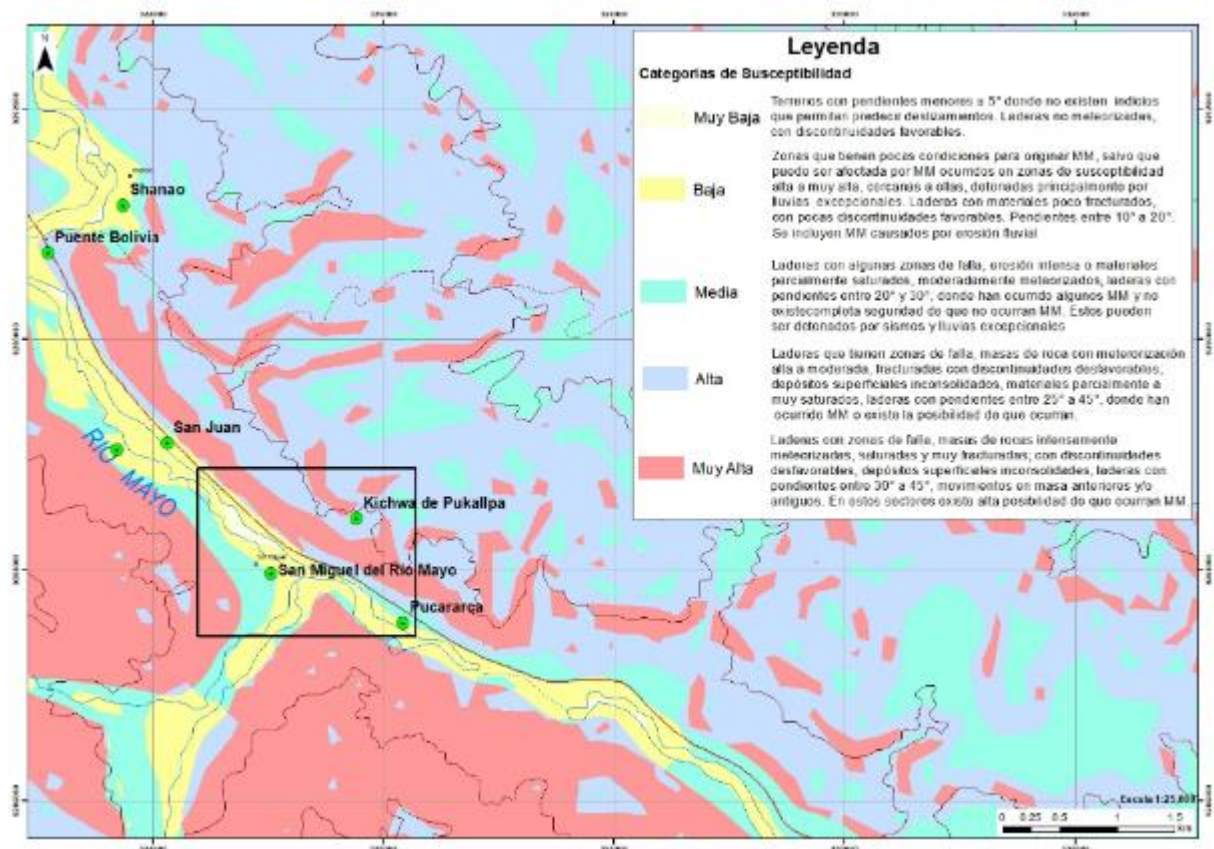 N
Shanao
Puente Bolivia
San Juan
RÍO MAYO
Kichwa de Pukallpa
San Miguel del Río Mayo
Pucararca
Leyenda
Categorías de Susceptibilidad
Muy Baja
Terrenos con pendientes menores a 5° donde no existen indicios
que permitan predecir deslizamientos. Laderas no meteorizadas,
con discontinuidades favorables.
Baja
Zonas que tienen pocas condiciones para originar MM, salvo que
puede ser afectada por MM ocurridos en zonas de susceptibilidad
alta a muy alta, cercanas a ellas, detonadas principalmente por
lluvias excepcionales. Laderas con materiales poco fracturados,
con pocas discontinuidades favorables. Pendientes entre 10° a 20°.
Se incluyen MM causados por erosión fluvial
Media
Laderas con algunas zonas de falla, erosión intensa o materiales
parcialmente saturados, moderadamente meteorizados, laderas con
pendientes entre 20° y 30°, donde han ocurrido algunos MM y no
existecompleta seguridad de que no ocurran MM. Estos pueden
ser detonados por sismos y lluvias excepcionales
Alta
Laderas que tienen zonas de falla, masas de roca con meteorización
alta a moderada, fracturadas con discontinuidades desfavorables,
depósitos superficiales inconsolidados, materiales parcialmente a
muy saturados, laderas con pendientes entre 25° a 45°, donde han
ocurrido MM o existe la posibilidad de que ocurran.
Muy Alta
Laderas con zonas de falla, masas de rocas intensamente
meteorizadas, saturadas y muy fracturadas; con discontinuidades
desfavorables, depósitos superficiales inconsolidados, laderas con
pendientes entre 30° a 45°, movimientos en masa anteriores y/o
antiguos. En estos sectores existe alta posibilidad de que ocurran MM
Escala 1:25,000
0 0.25 0.5 1 1.5
km